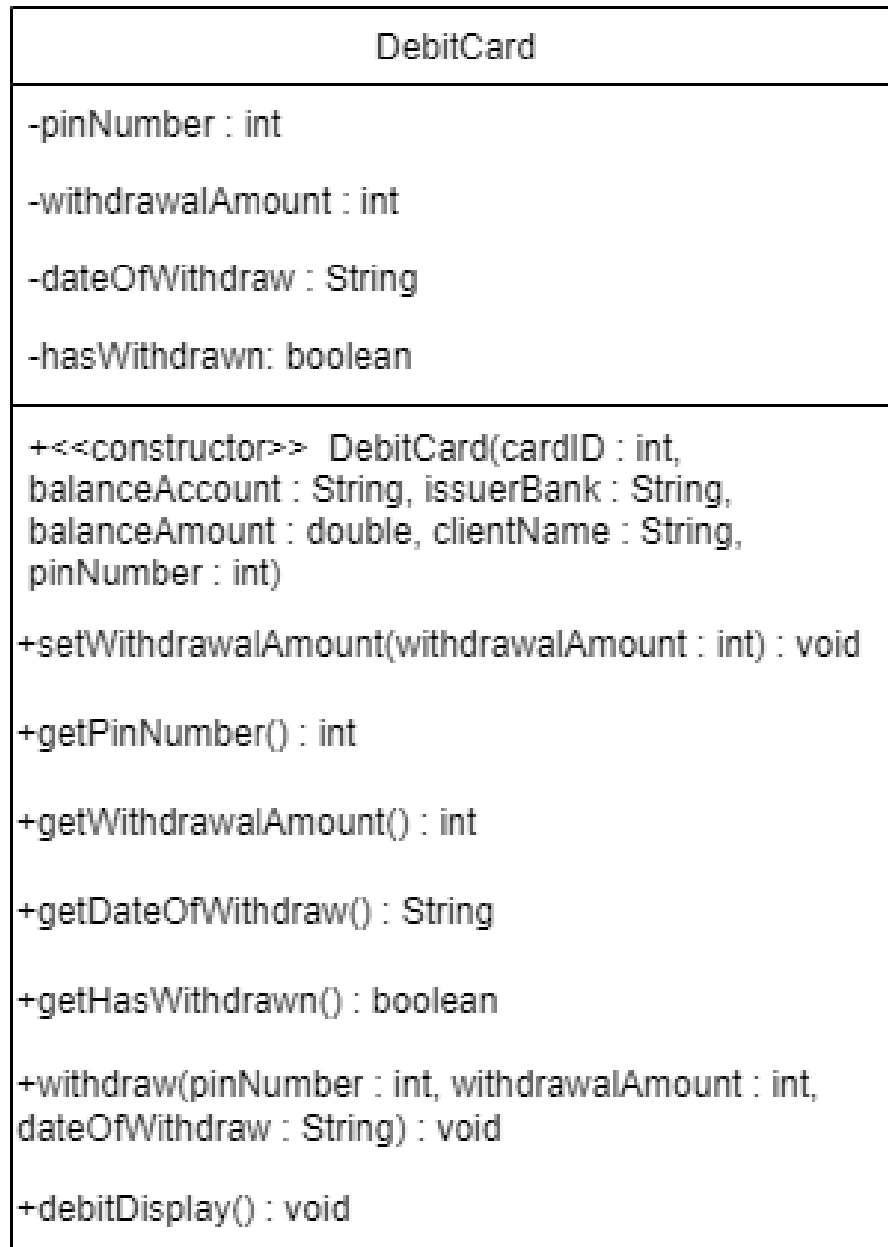 DebitCard
-pinNumber : int
-withdrawalAmount : int
-dateOfWithdraw : String
-hasWithdrawn: boolean
+<<constructor>> DebitCard(cardID : int,
balanceAccount : String, issuerBank : String,
balanceAmount : double, clientName : String,
pinNumber : int)
+setWithdrawalAmount(withdrawalAmount : int) : void
+getPinNumber() : int
+getWithdrawalAmount() : int
+getDateOfWithdraw() : String
+getHasWithdrawn() : boolean
+withdraw(pinNumber : int, withdrawalAmount : int,
dateOfWithdraw : String) : void
+debitDisplay() : void